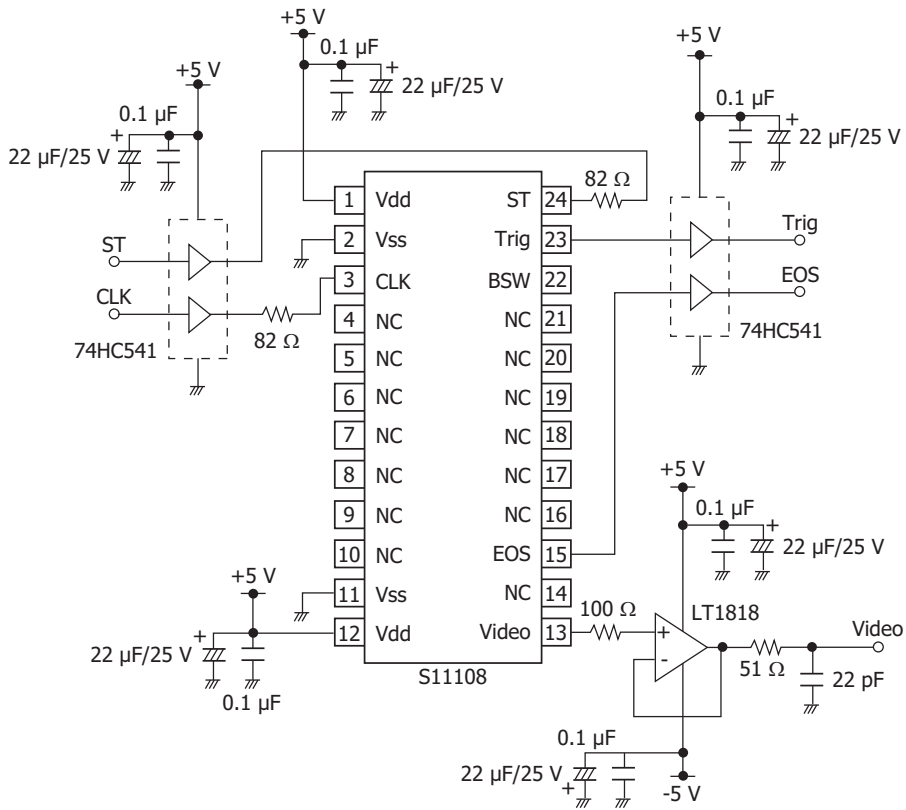 +5 V
0.1 µF
22 µF/25 V
+
+5 V
0.1 µF
22 µF/25 V
+
+5 V
0.1 µF
22 µF/25 V
+
ST
CLK
74HC541
82 Ω
82 Ω
Trig
EOS
74HC541
1 Vdd ST 24
2 Vss Trig 23
3 CLK BSW 22
4 NC NC 21
5 NC NC 20
6 NC NC 19
7 NC NC 18
8 NC NC 17
9 NC NC 16
10 NC EOS 15
11 Vss NC 14
12 Vdd Video 13
S11108
+5 V
+
22 µF/25 V
0.1 µF
+5 V
0.1 µF
+
22 µF/25 V
100 Ω
LT1818
+
-
51 Ω
Video
22 pF
0.1 µF
22 µF/25 V
+
-5 V